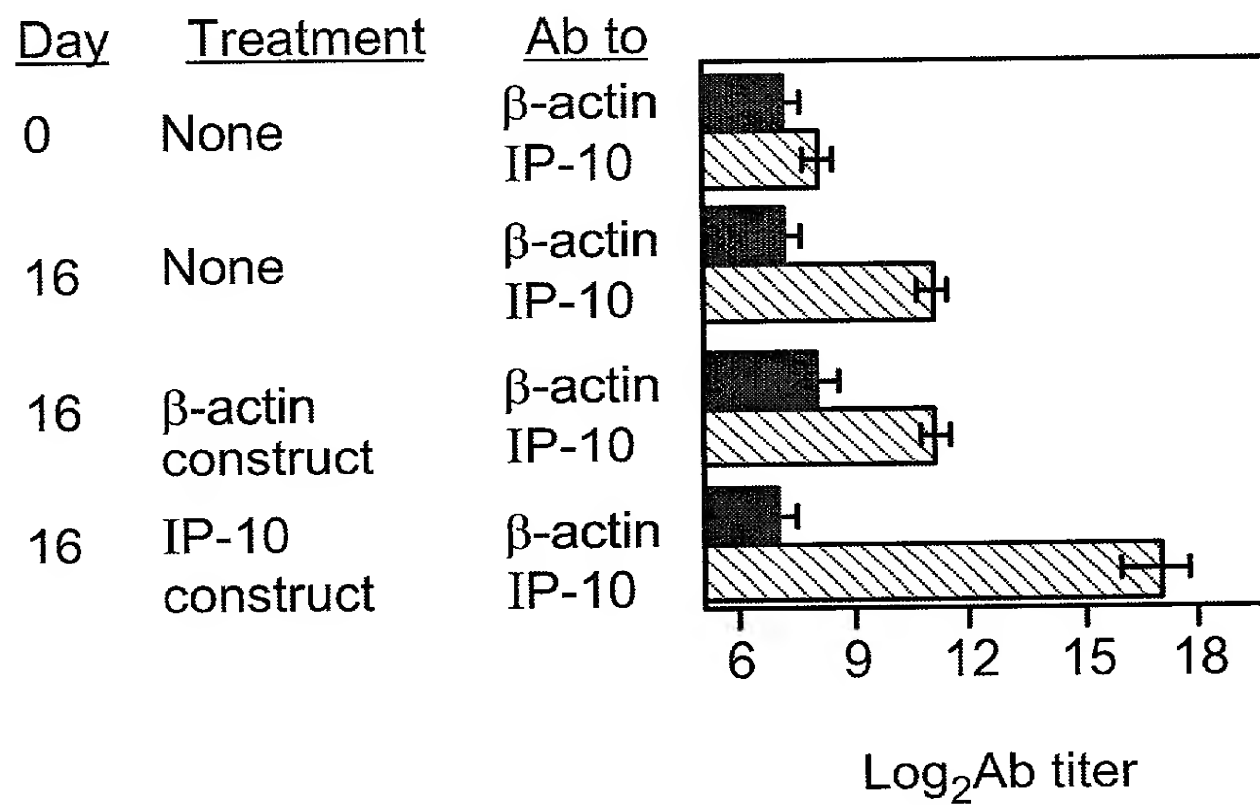 Day Treatment Ab to
0 None β-actin
IP-10
16 None β-actin
IP-10
16 β-actin construct β-actin
IP-10
16 IP-10 construct β-actin
IP-10
6 9 12 15 18
Log₂Ab titer